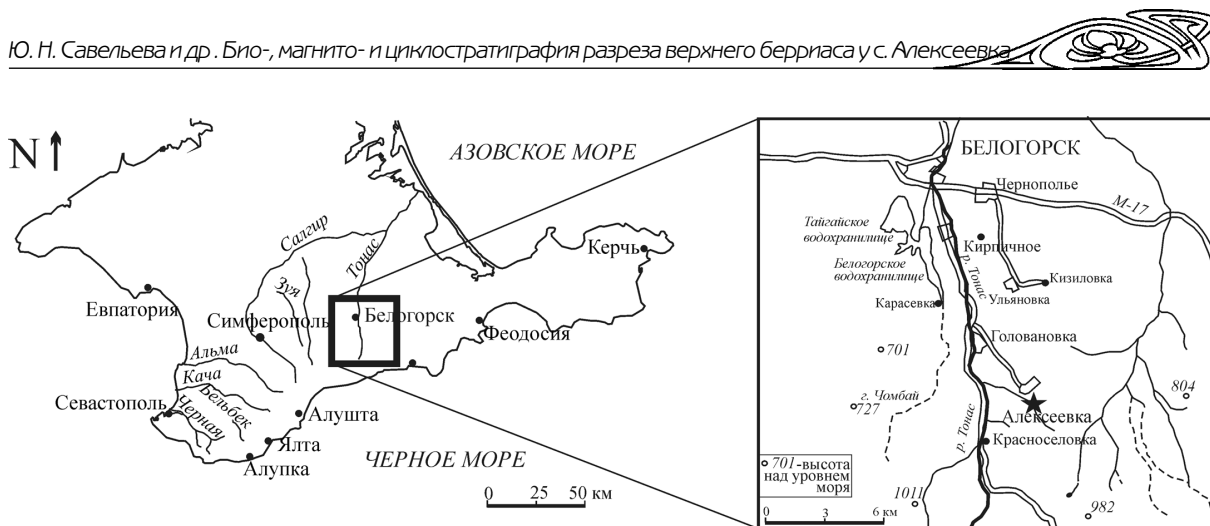 Ю. Н. Савельева и др . Био-, магнито- и циклостратиграфия разреза верхнего берриаса у с. Алексеевка
N
АЗОВСКОЕ МОРЕ
Салгир
Тонас
Зуя
Керчь
Евпатория
Симферополь
Белогорск
Феодосия
Альма
Кача
Бельбек
Севастополь
Черная
Алушта
Ялта
Алупка
ЧЕРНОЕ МОРЕ
0 25 50 км
БЕЛОГОРСК
Чернополье
М-17
Тайгайское
водохранилище
Кирпичное
р. Тонас
Белогорское
водохранилище
Кизиловка
Ульяновка
Карасевка
Головановка
701
804
г. Чомбай
727
Алексеевка
р. Тонас
Красноселовка
701-высота
над уровнем
моря
1011
982
0 3 6 км